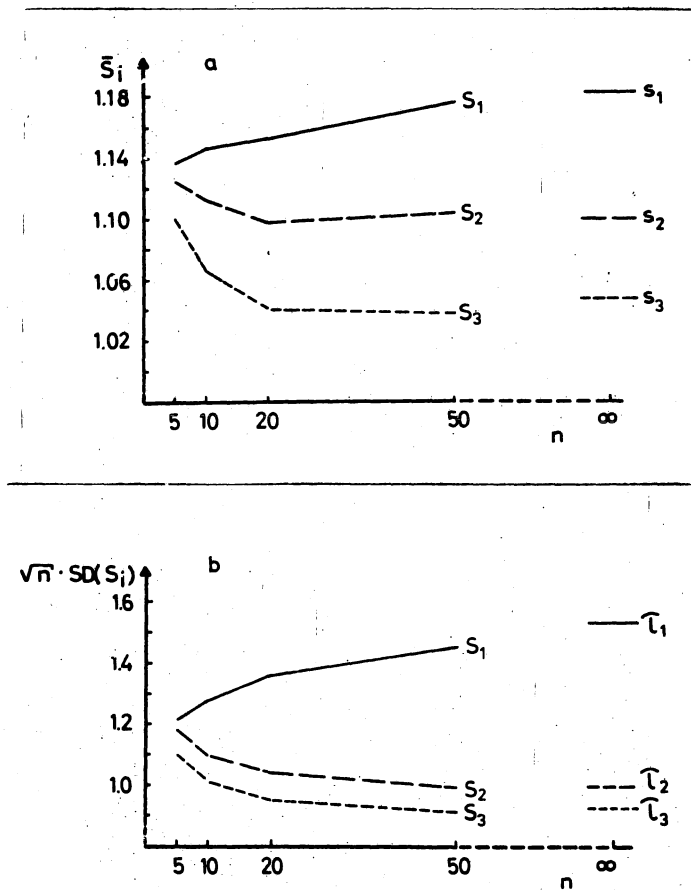 S̄i a
1.18
1.14
1.10
1.06
1.02
S1 s1
S2 s2
S3 s3
5 10 20 50 ∞
n
√n · SD(Si) b
1.6
1.4
1.2
1.0
S1 τ̂1
S2 τ̂2
S3 τ̂3
5 10 20 50 ∞
n